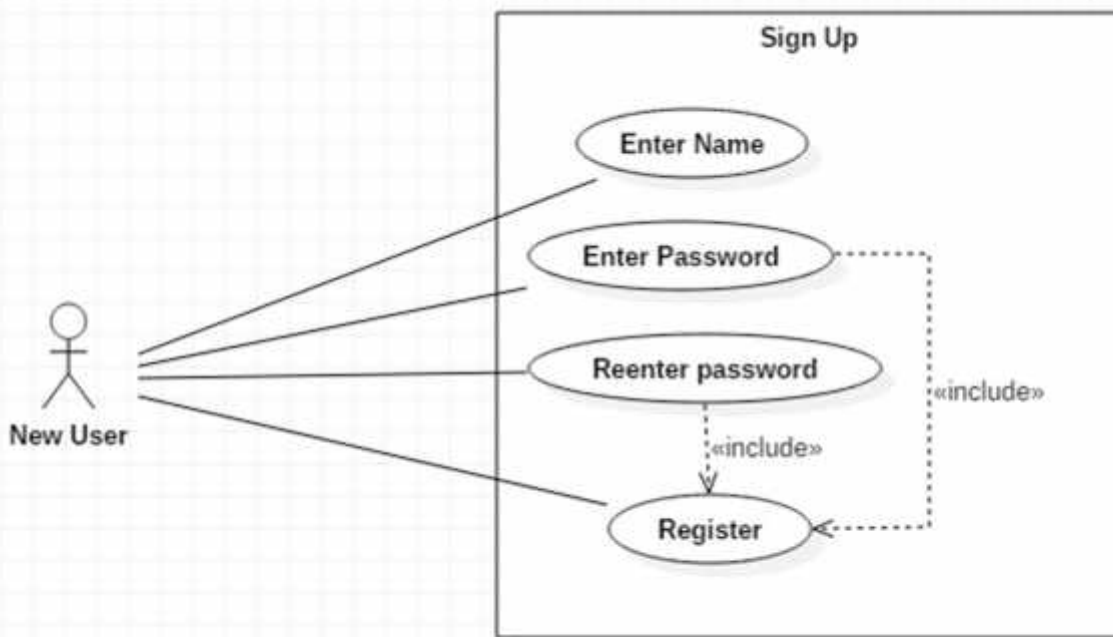 Sign Up
Enter Name
Enter Password
Reenter password
«include»
New User
«include»
Register